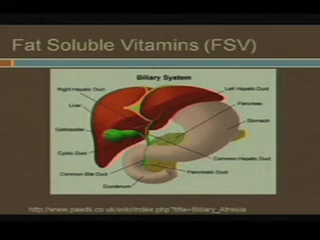 Fat Soluble Vitamins (FSV)
Biliary System
Right Hepatic Duct
Left Hepatic Duct
Liver
Pancreas
Stomach
Gallbladder
Cystic Duct
Common Hepatic Duct
Common Bile Duct
Pancreatic Duct
Duodenum
http://www.paeds.co.uk/wiki/index.php?title=Biliary_Atresia